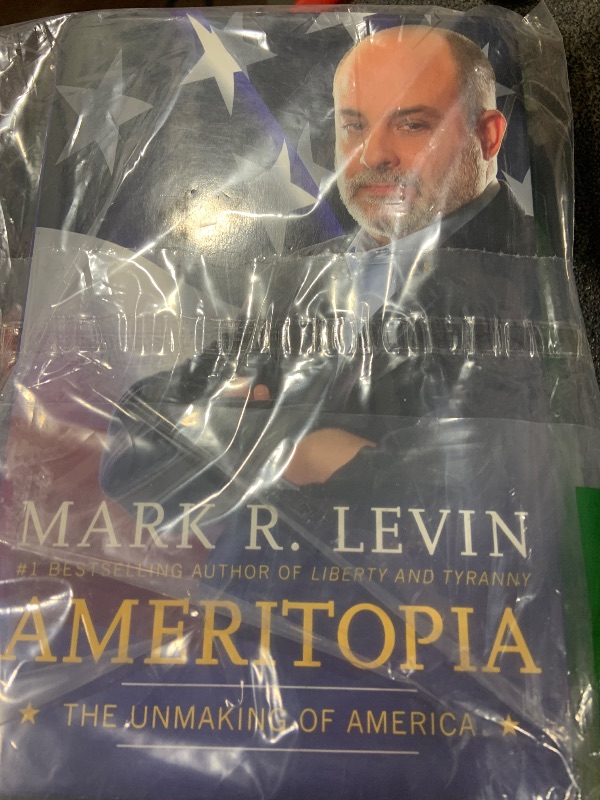 MARK R. LEVIN
#1 BESTSELLING AUTHOR OF LIBERTY AND TYRANNY
AMERITOPIA
THE UNMAKING OF AMERICA